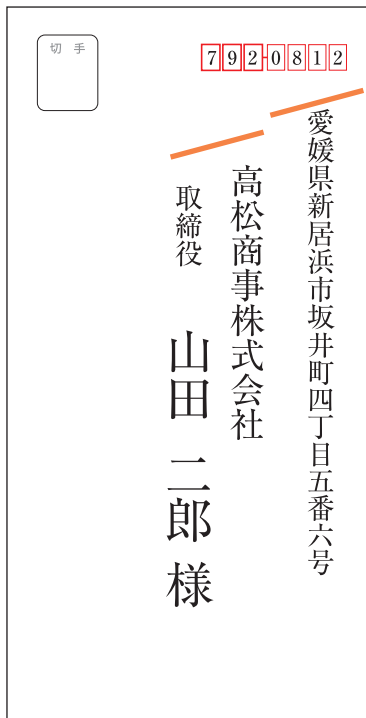 切手
792-0812
愛媛県新居浜市坂井町四丁目五番六号
高松商事株式会社
取締役 山田 二郎 様